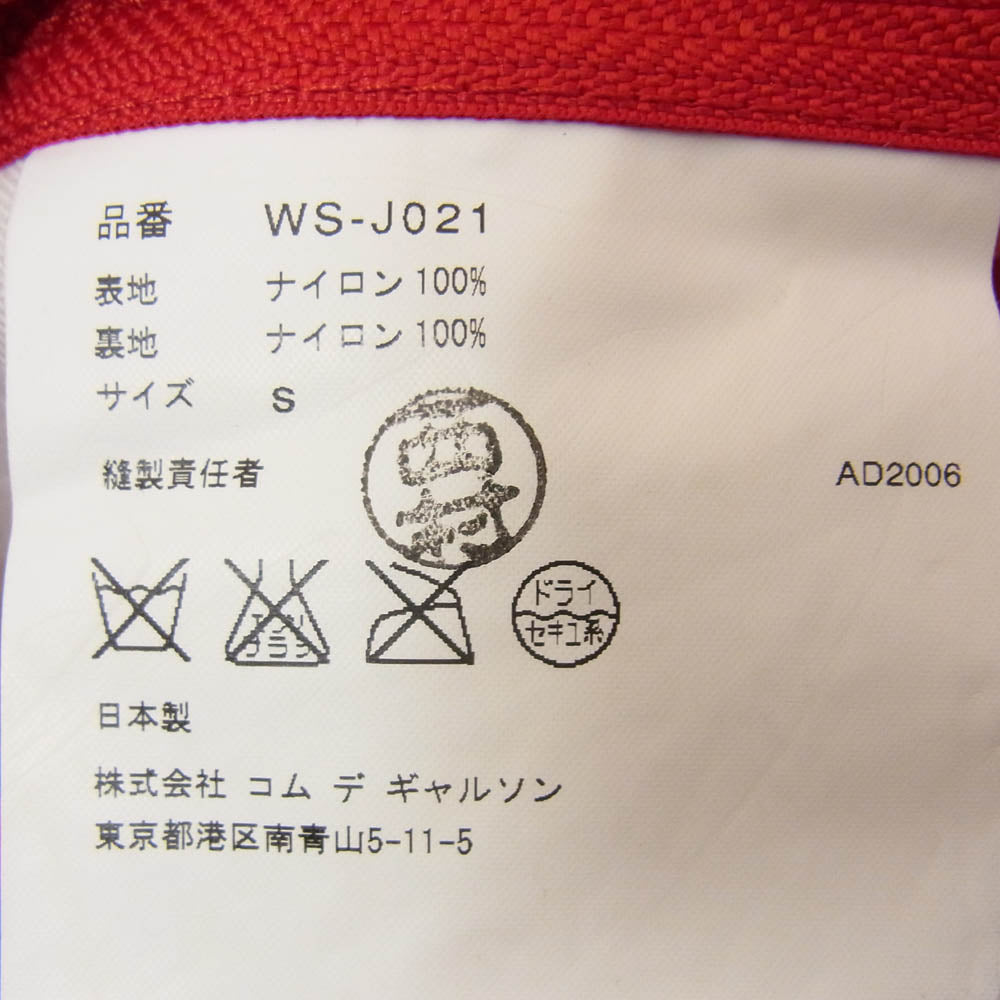 品番 WS-J021
表地 ナイロン100%
裏地 ナイロン100%
サイズ S
縫製責任者
AD2006
ドライ
セキユ系
日本製
株式会社 コム デ ギャルソン
東京都港区南青山5-11-5